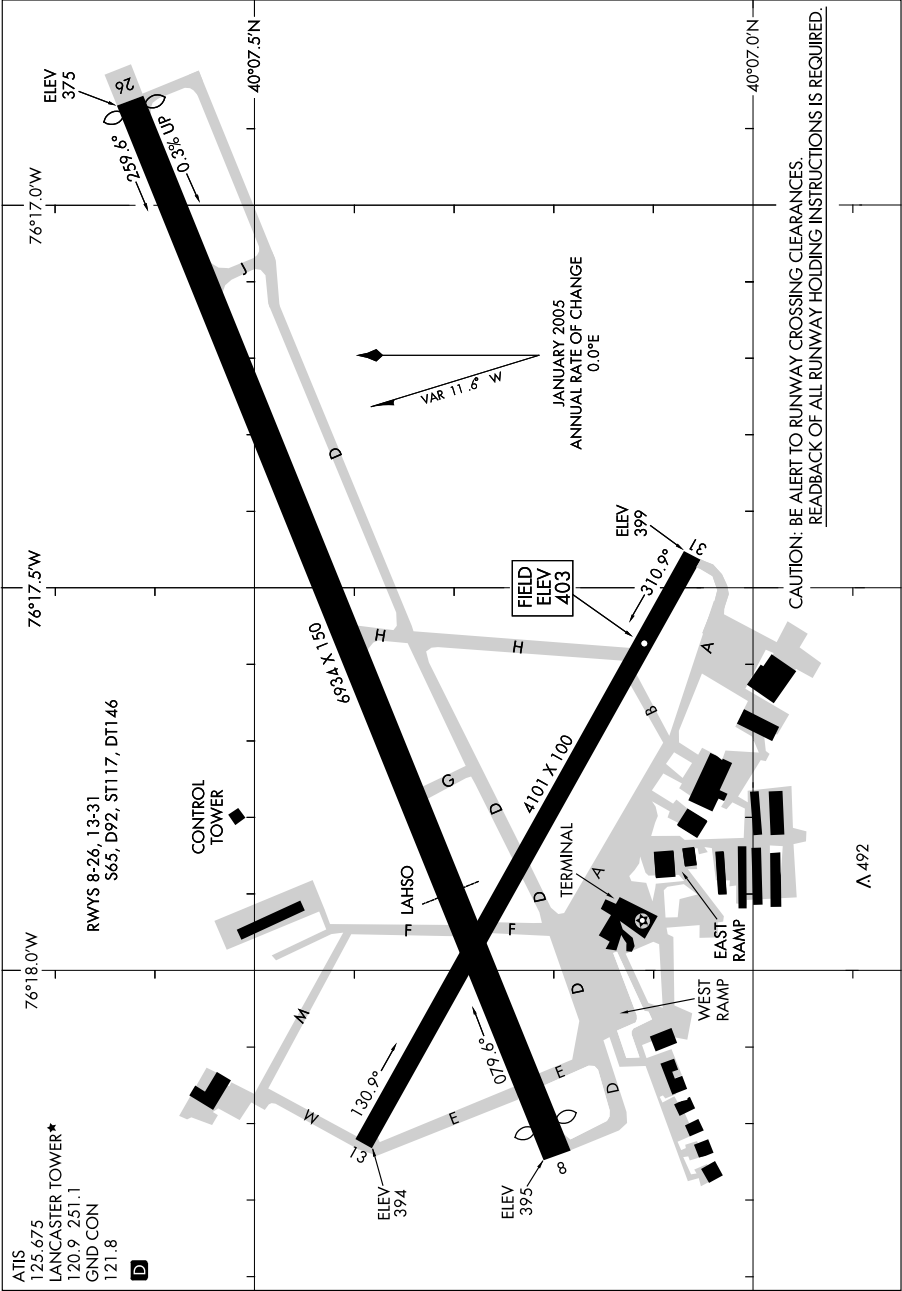 ATIS
125.675
LANCASTER TOWER★
120.9 251.1
GND CON
121.8
D
RWYS 8-26, 13-31
S65, D92, ST117, DT146
76°18.0'W
76°17.5'W
76°17.0'W
40°07.5'N
40°07.0'N
ELEV
375
26
259.6°
0.3% UP
J
CONTROL
TOWER
6934 X 150
D
VAR 11.6° W
JANUARY 2005
ANNUAL RATE OF CHANGE
0.0°E
LAHSO
G
H
H
D
F
F
M
W
130.9°
13
ELEV
394
E
E
079.6°
8
ELEV
395
D
D
D
4101 X 100
FIELD
ELEV
403
310.9°
ELEV
399
31
B
A
A
TERMINAL
EAST
RAMP
WEST
RAMP
492
CAUTION: BE ALERT TO RUNWAY CROSSING CLEARANCES.
READBACK OF ALL RUNWAY HOLDING INSTRUCTIONS IS REQUIRED.